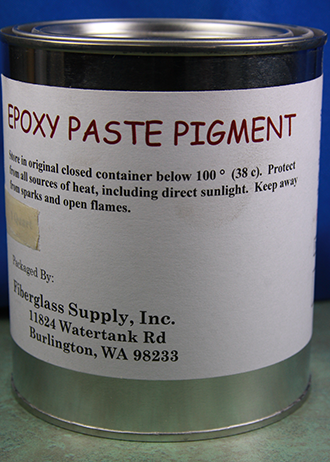 EPOXY PASTE PIGMENT
Store in original closed container below 100 ° (38 c). Protect
from all sources of heat, including direct sunlight. Keep away
from sparks and open flames.
Packaged By:
Fiberglass Supply, Inc.
11824 Watertank Rd
Burlington, WA 98233